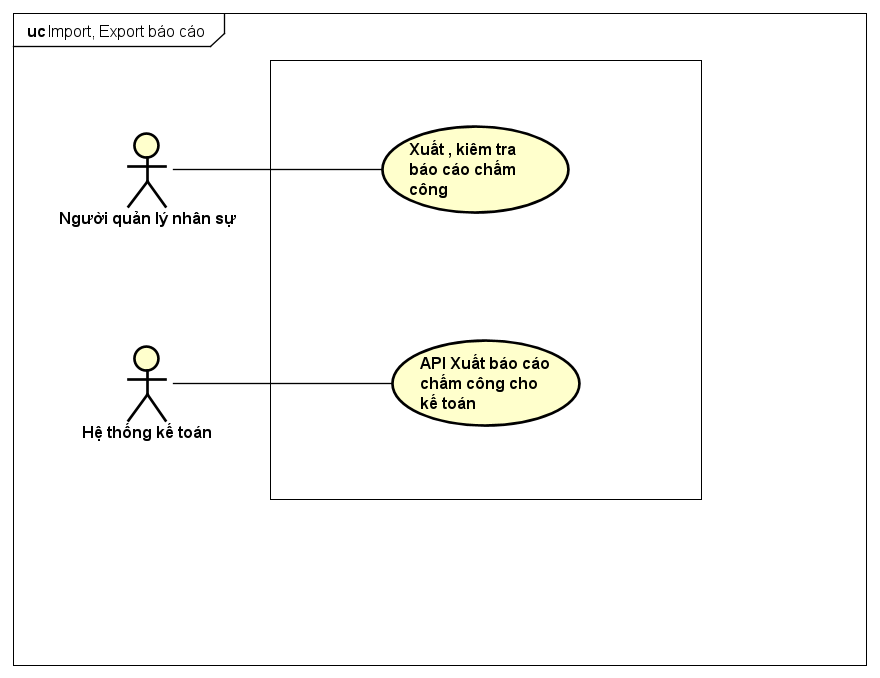 uc Import, Export báo cáo
Xuất , kiêm tra
báo cáo chấm
công
Người quản lý nhân sự
API Xuất báo cáo
chấm công cho
kế toán
Hệ thống kế toán